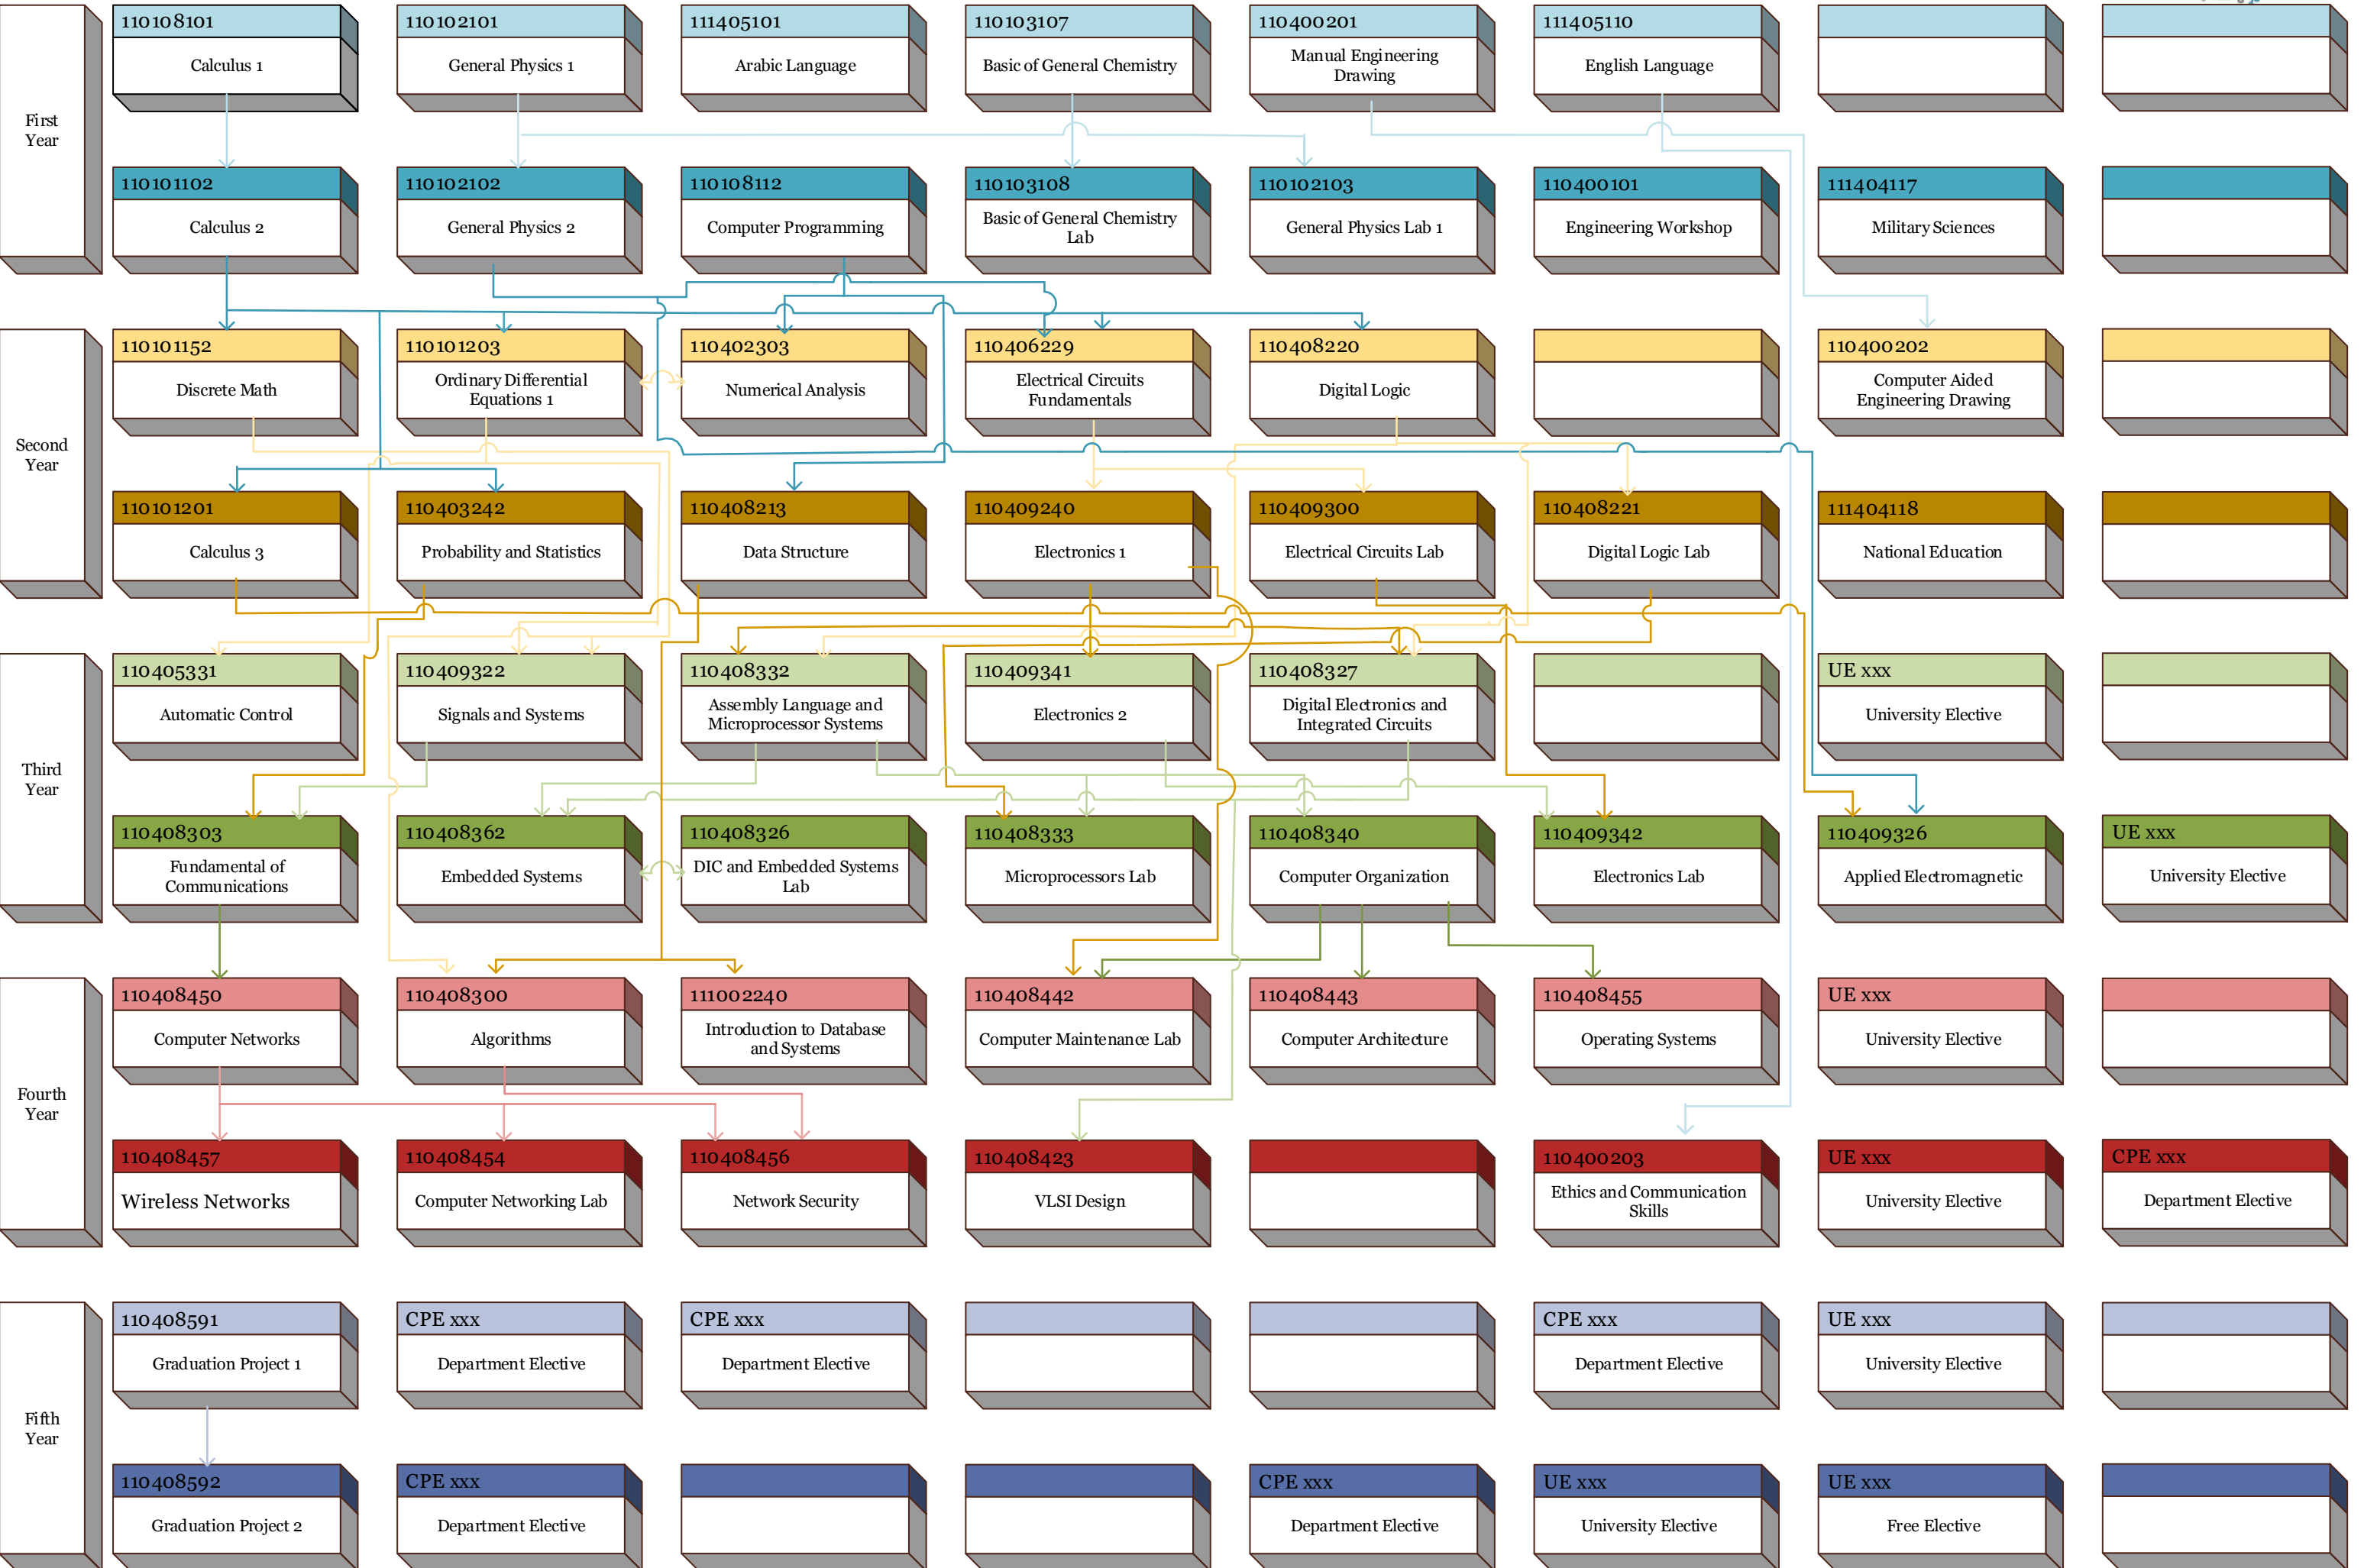 110108101
110102101
111405101
110103107
110400201
111405110
Calculus 1
General Physics 1
Arabic Language
Basic of General Chemistry
Manual Engineering
Drawing
English Language
First
Year
110101102
110102102
110108112
110103108
110102103
110400101
111404117
Calculus 2
General Physics 2
Computer Programming
Basic of General Chemistry
Lab
General Physics Lab 1
Engineering Workshop
Military Sciences
110101152
110101203
110402303
110406229
110408220
110400202
Discrete Math
Ordinary Differential
Equations 1
Numerical Analysis
Electrical Circuits
Fundamentals
Digital Logic
Computer Aided
Engineering Drawing
Second
Year
110101201
110403242
110408213
110409240
110409300
110408221
111404118
Calculus 3
Probability and Statistics
Data Structure
Electronics 1
Electrical Circuits Lab
Digital Logic Lab
National Education
110405331
110409322
110408332
110409341
110408327
UE xxx
Automatic Control
Signals and Systems
Assembly Language and
Microprocessor Systems
Electronics 2
Digital Electronics and
Integrated Circuits
University Elective
Third
Year
110408303
110408362
110408326
110408333
110408340
110409342
110409326
UE xxx
Fundamental of
Communications
Embedded Systems
DIC and Embedded Systems
Lab
Microprocessors Lab
Computer Organization
Electronics Lab
Applied Electromagnetic
University Elective
110408450
110408300
111002240
110408442
110408443
110408455
UE xxx
Computer Networks
Algorithms
Introduction to Database
and Systems
Computer Maintenance Lab
Computer Architecture
Operating Systems
University Elective
Fourth
Year
110408457
110408454
110408456
110408423
110400203
UE xxx
CPE xxx
Wireless Networks
Computer Networking Lab
Network Security
VLSI Design
Ethics and Communication
Skills
University Elective
Department Elective
110408591
CPE xxx
CPE xxx
CPE xxx
UE xxx
Graduation Project 1
Department Elective
Department Elective
Department Elective
University Elective
Fifth
Year
110408592
CPE xxx
CPE xxx
UE xxx
UE xxx
Graduation Project 2
Department Elective
Department Elective
University Elective
Free Elective